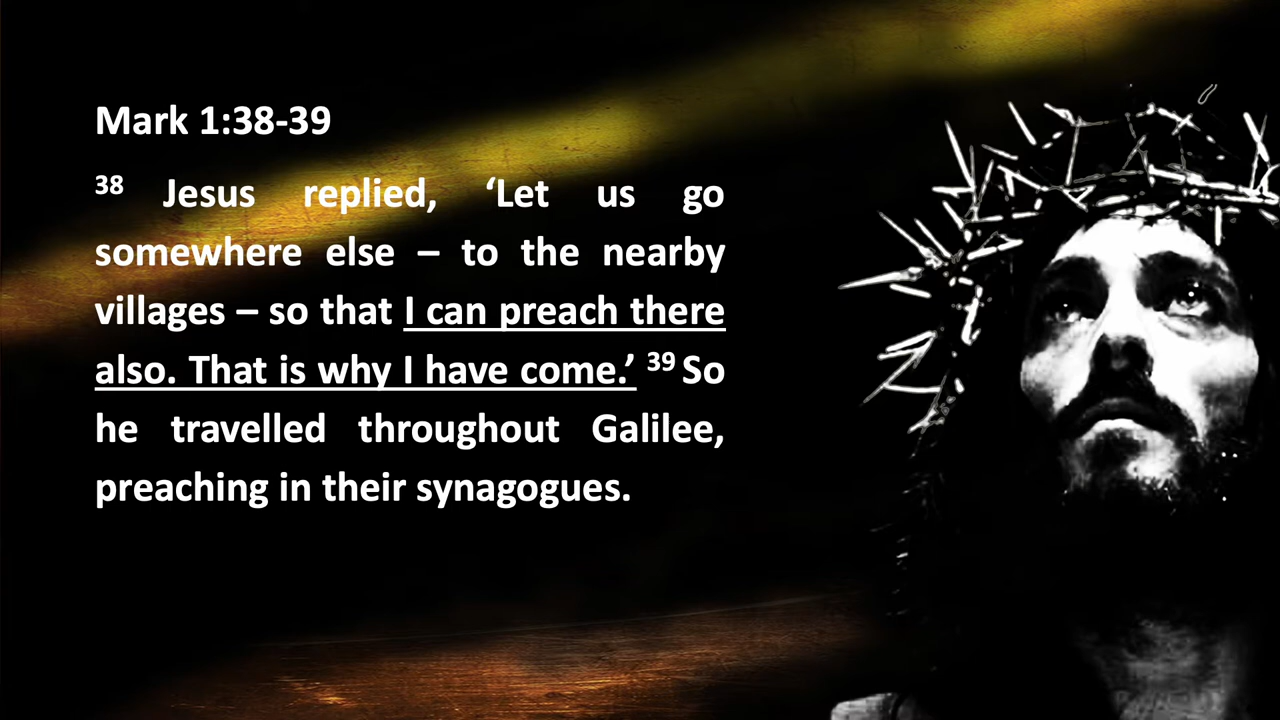 Mark 1:38-39
38 Jesus replied, ‘Let us go
somewhere else – to the nearby
villages – so that I can preach there
also. That is why I have come.’ 39 So
he travelled throughout Galilee,
preaching in their synagogues.